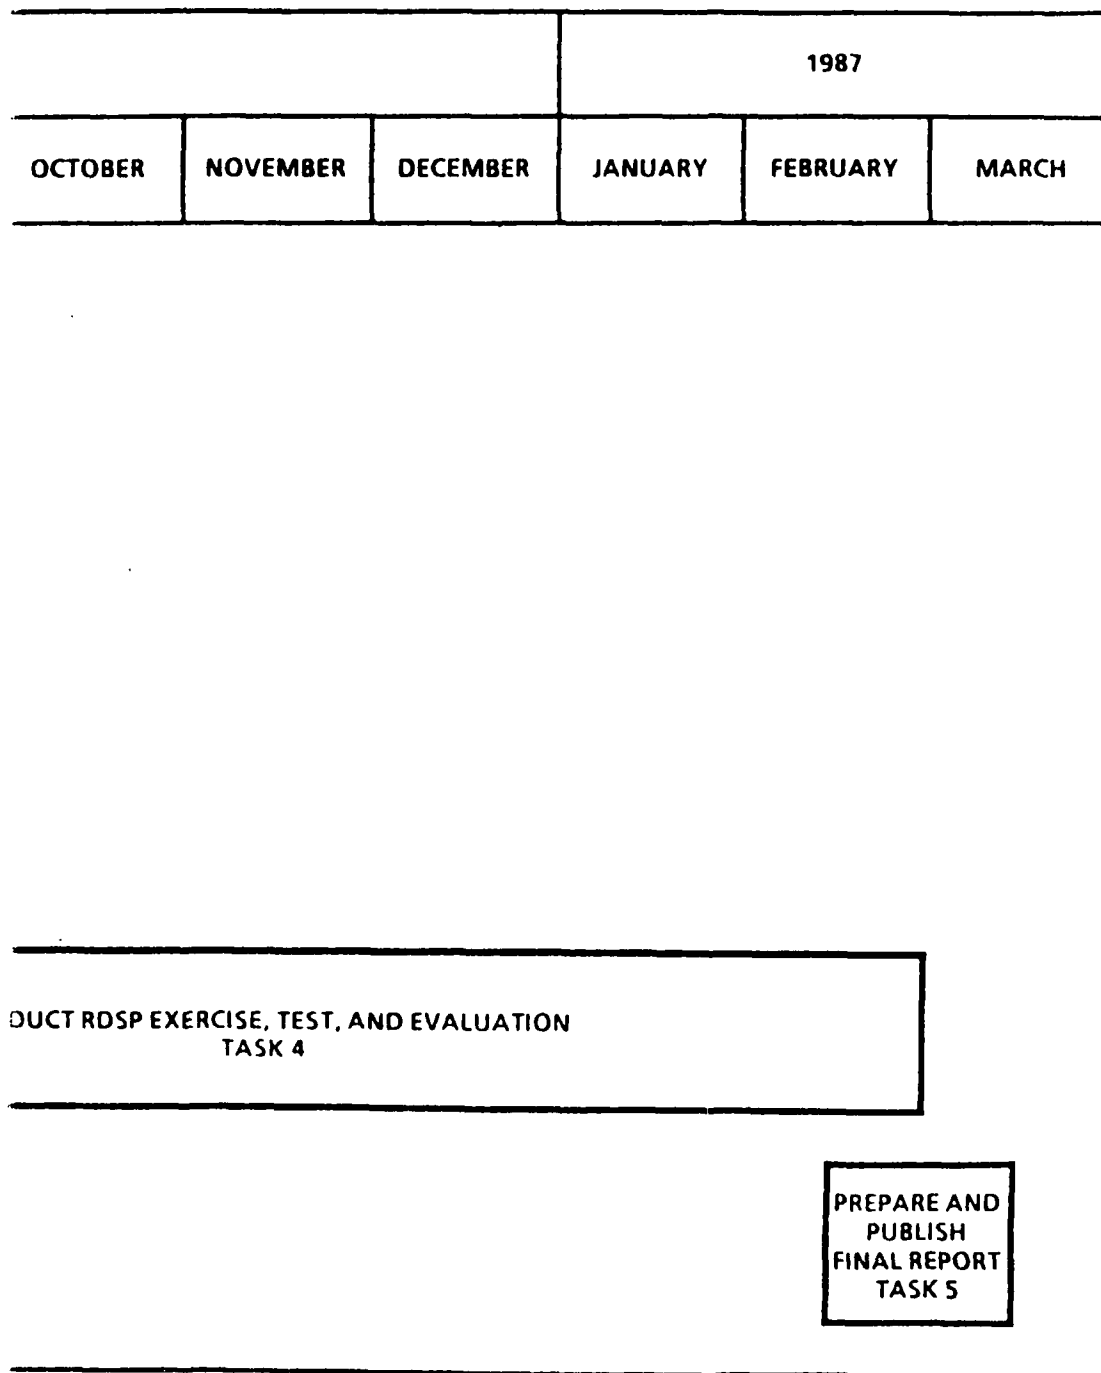 1987
OCTOBER NOVEMBER DECEMBER JANUARY FEBRUARY MARCH
DUCT RDSP EXERCISE, TEST, AND EVALUATION
TASK 4
PREPARE AND
PUBLISH
FINAL REPORT
TASK 5